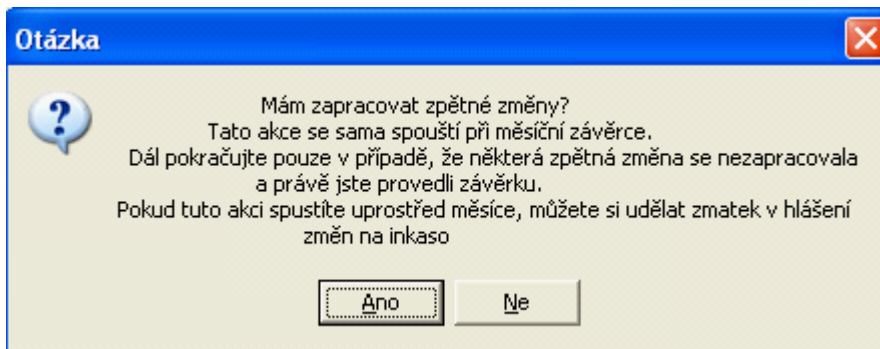 Otázka
Mám zapracovat zpětné změny?
Tato akce se sama spouští při měsíční závěrce.
Dál pokračujte pouze v případě, že některá zpětná změna se nezapracovala
a právě jste provedli závěrku.
Pokud tuto akci spustíte uprostřed měsíce, můžete si udělat zmatek v hlášení
změn na inkaso
Ano Ne